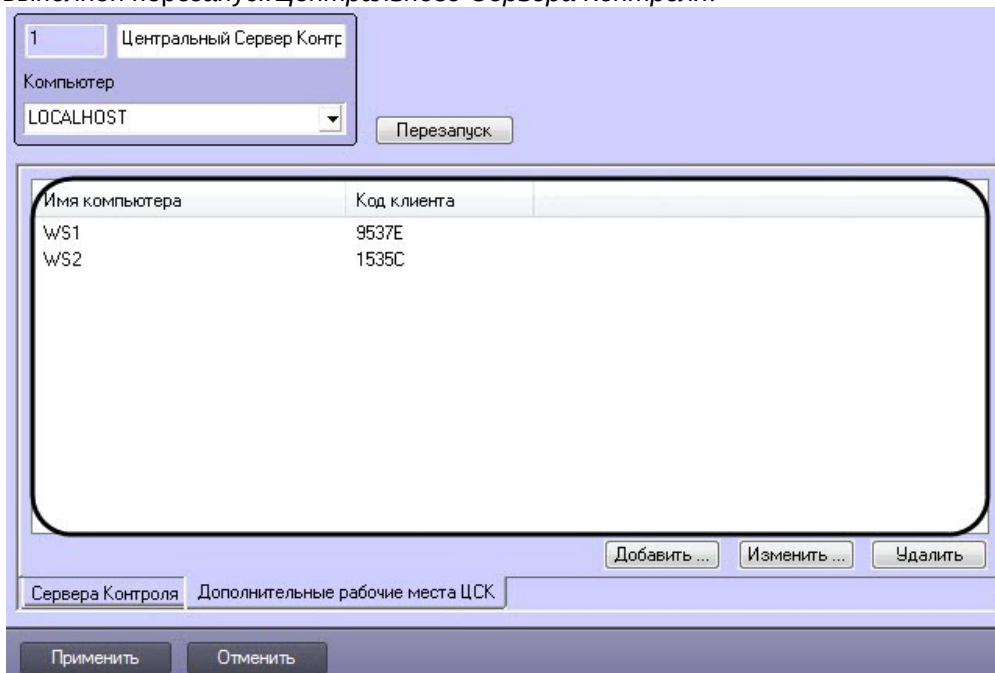 1 Центральный Сервер Контр
Компьютер
LOCALHOST
Перезапуск
Имя компьютера Код клиента
WS1 9537E
WS2 1535C
Добавить ... Изменить ... Удалить
Сервера Контроля Дополнительные рабочие места ЦСК
Применить Отменить